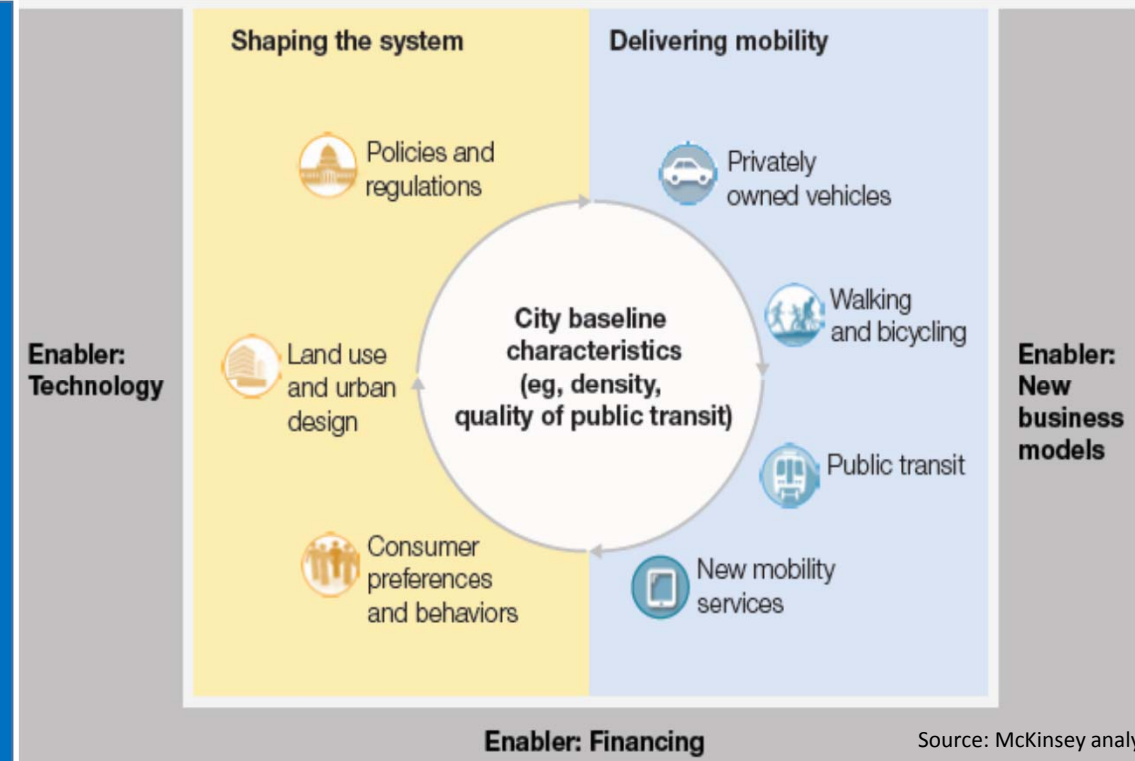 Shaping the system
Policies and
regulations
Land use
and urban
design
Consumer
preferences
and behaviors
Delivering mobility
Privately
owned vehicles
Walking
and bicycling
Public transit
New mobility
services
City baseline
characteristics
(eg, density,
quality of public transit)
Enabler:
Technology
Enabler:
New
business
models
Enabler: Financing
Source: McKinsey